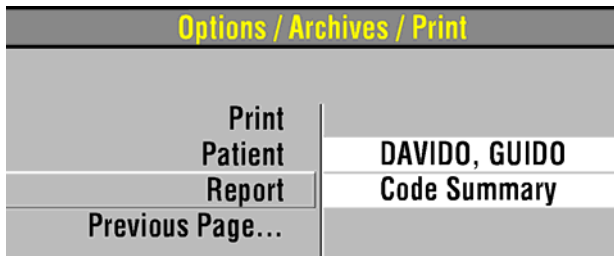 Options / Archives / Print
Print
Patient DAVIDO, GUIDO
Report Code Summary
Previous Page...